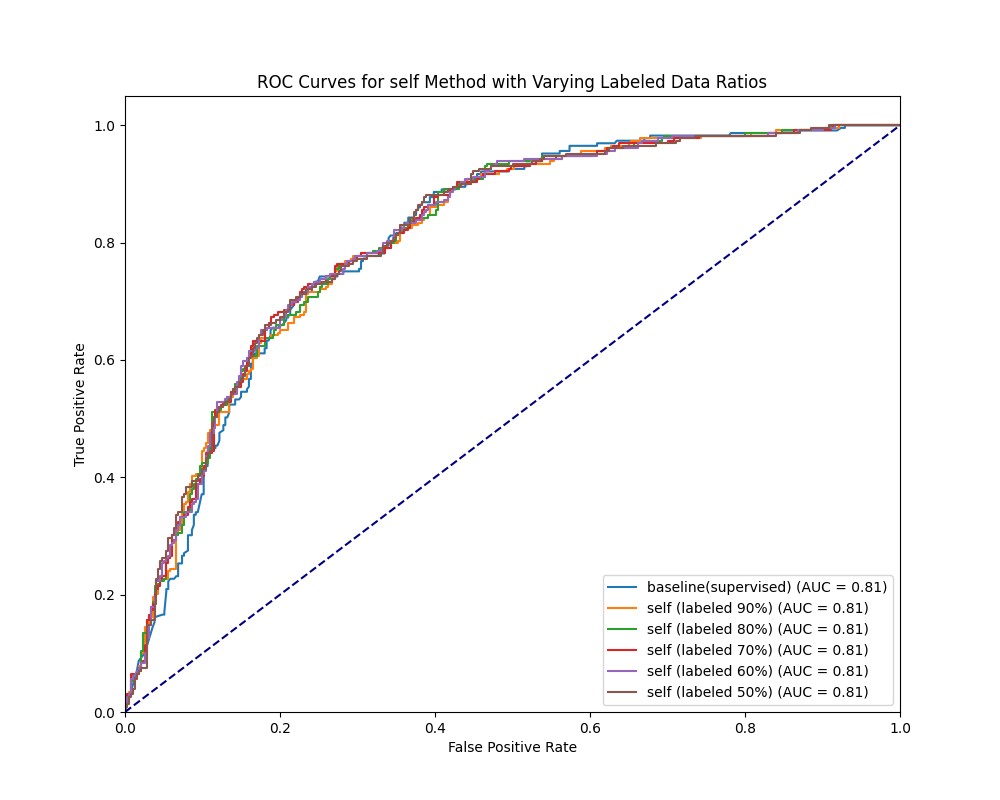 ROC Curves for self Method with Varying Labeled Data Ratios
True Positive Rate
1.0
0.8
0.6
0.4
0.2
0.0
baseline(supervised) (AUC = 0.81)
self (labeled 90%) (AUC = 0.81)
self (labeled 80%) (AUC = 0.81)
self (labeled 70%) (AUC = 0.81)
self (labeled 60%) (AUC = 0.81)
self (labeled 50%) (AUC = 0.81)
0.0 0.2 0.4 0.6 0.8 1.0
False Positive Rate